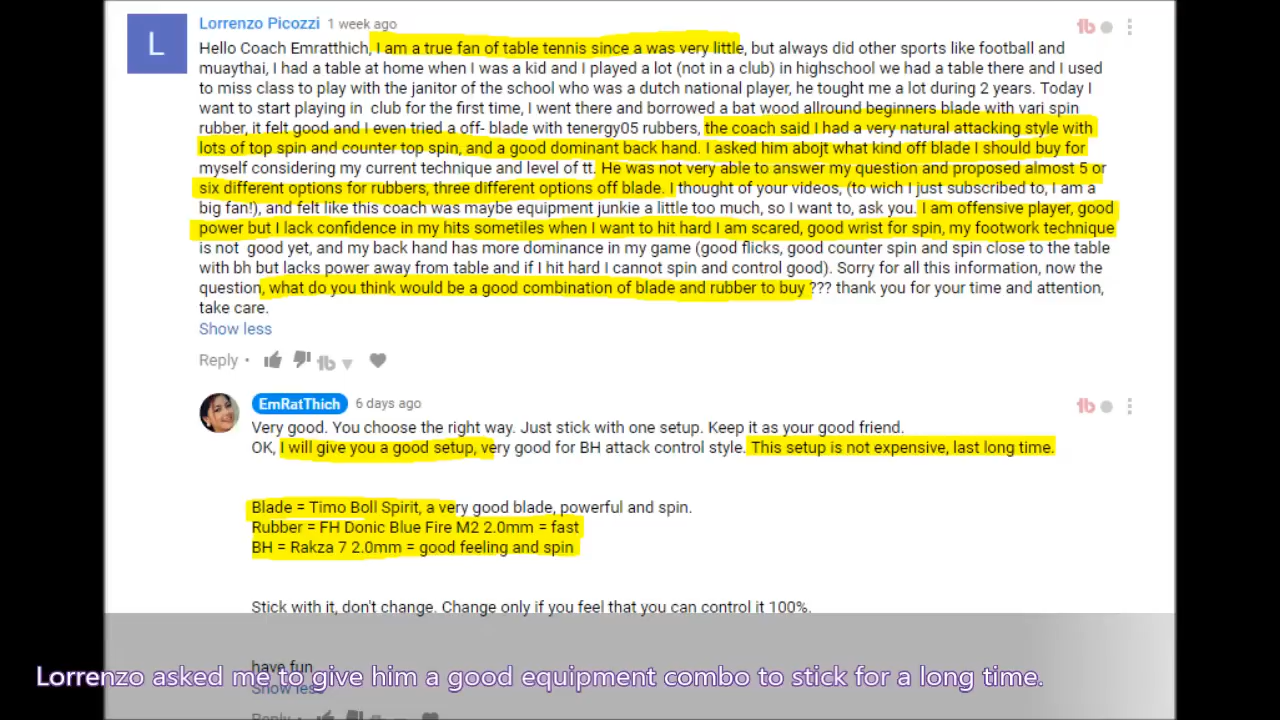 L
Lorrenzo Picozzi 1 week ago
Hello Coach Emratthich, I am a true fan of table tennis since a was very little, but always did other sports like football and
muaythai, I had a table at home when I was a kid and I played a lot (not in a club) in highschool we had a table there and I used
to miss class to play with the janitor of the school who was a dutch national player, he tought me a lot during 2 years. Today I
want to start playing in club for the first time, I went there and borrowed a bat wood allround beginners blade with vari spin
rubber, it felt good and I even tried a off- blade with tenergy05 rubbers, the coach said I had a very natural attacking style with
lots of top spin and counter top spin, and a good dominant back hand. I asked him abojt what kind off blade I should buy for
myself considering my current technique and level of tt. He was not very able to answer my question and proposed almost 5 or
six different options for rubbers, three different options off blade. I thought of your videos, (to wich I just subscribed to, I am a
big fan!), and felt like this coach was maybe equipment junkie a little too much, so I want to, ask you. I am offensive player, good
power but I lack confidence in my hits sometiles when I want to hit hard I am scared, good wrist for spin, my footwork technique
is not good yet, and my back hand has more dominance in my game (good flicks, good counter spin and spin close to the table
with bh but lacks power away from table and if I hit hard I cannot spin and control good). Sorry for all this information, now the
question, what do you think would be a good combination of blade and rubber to buy ??? thank you for your time and attention,
take care.
Show less
Reply •
EmRatThich 6 days ago
Very good. You choose the right way. Just stick with one setup. Keep it as your good friend.
OK, I will give you a good setup, very good for BH attack control style. This setup is not expensive, last long time.
Blade = Timo Boll Spirit, a very good blade, powerful and spin.
Rubber = FH Donic Blue Fire M2 2.0mm = fast
BH = Rakza 7 2.0mm = good feeling and spin
Stick with it, don't change. Change only if you feel that you can control it 100%.
have fun
Lorrenzo asked me to give him a good equipment combo to stick for a long time.
Show less
Reply